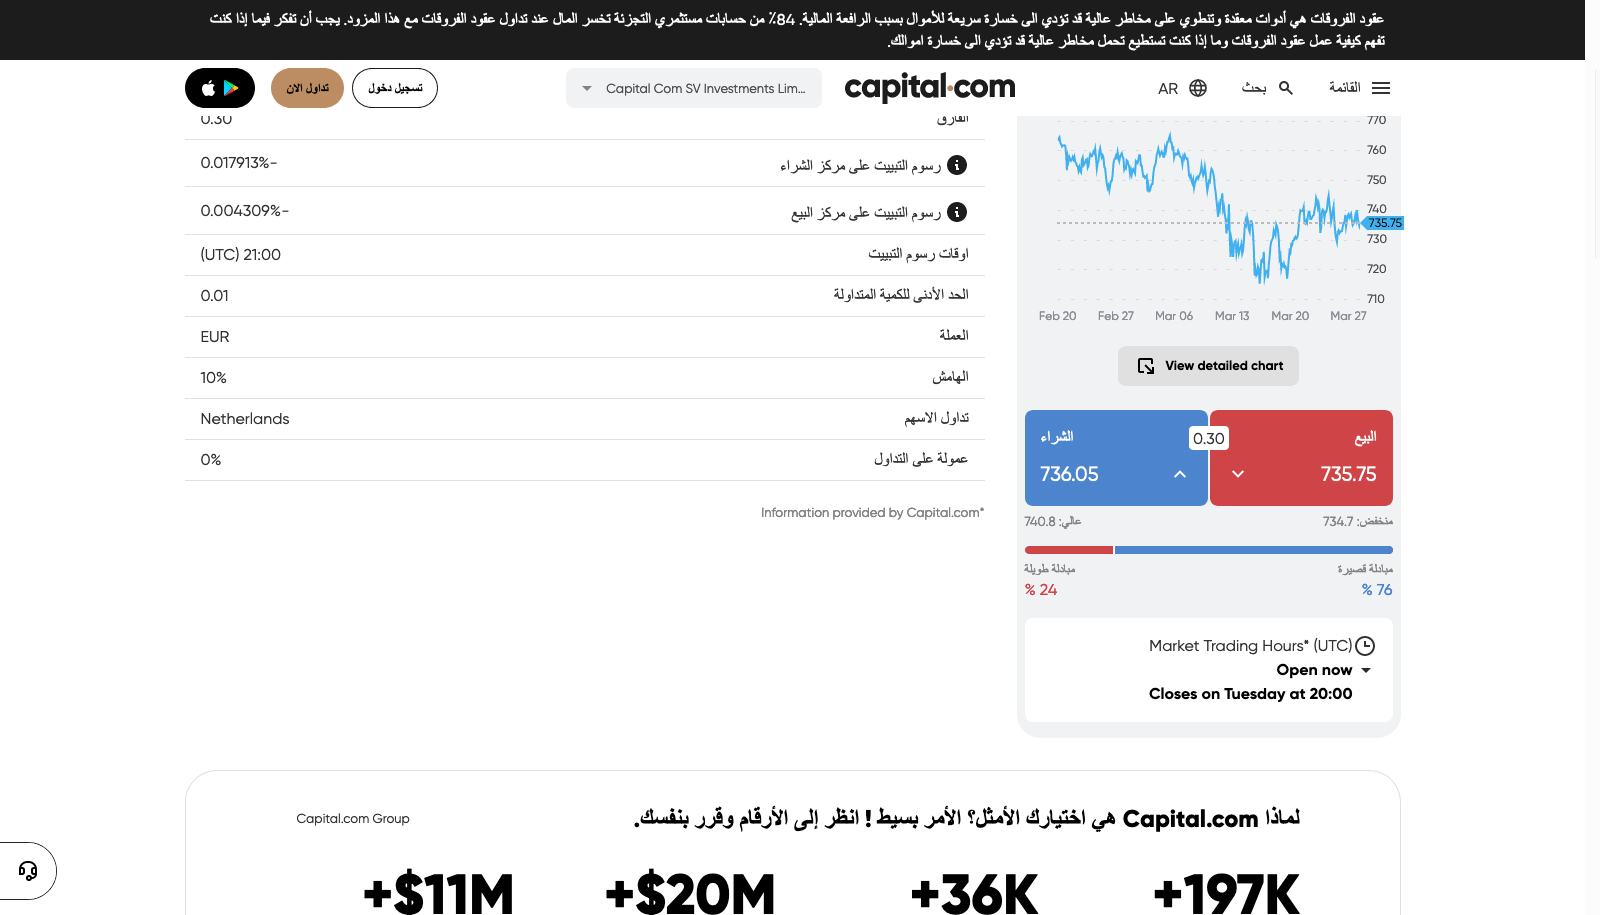 عقود الفروقات هي أدوات معقدة وتنطوي على مخاطر عالية قد تؤدي الى خسارة سريعة للأموال بسبب الرافعة المالية. 84٪ من حسابات مستثمري التجزئة تخسر المال عند تداول عقود الفروقات مع هذا المزود. يجب أن تفكر فيما إذا كنت
تفهم كيفية عمل عقود الفروقات وما إذا كنت تستطيع تحمل مخاطر عالية قد تؤدي الى خسارة اموالك.
القائمة
بحث
AR
capital.com
Capital Com SV Investments Lim...
تسجيل دخول
تداول الان
الفارق
0.30
رسوم التبييت على مركز الشراء
-0.017913%
رسوم التبييت على مركز البيع
-0.004309%
اوقات رسوم التبييت
21:00 (UTC)
الحد الأدنى للكمية المتداولة
0.01
العملة
EUR
الهامش
10%
تداول الاسهم
Netherlands
عمولة على التداول
0%
Information provided by Capital.com*
770
760
750
740
735.75
730
720
710
Feb 20
Feb 27
Mar 06
Mar 13
Mar 20
Mar 27
View detailed chart
البيع
735.75
0.30
الشراء
736.05
منخفض: 734.7
عالي: 740.8
مبادلة قصيرة
مبادلة طويلة
76 %
24 %
Market Trading Hours* (UTC)
Open now
Closes on Tuesday at 20:00
لماذا Capital.com هي اختيارك الأمثل؟ الأمر بسيط ! انظر إلى الأرقام وقرر بنفسك.
Capital.com Group
+197K
+36K
+$20M
+$11M